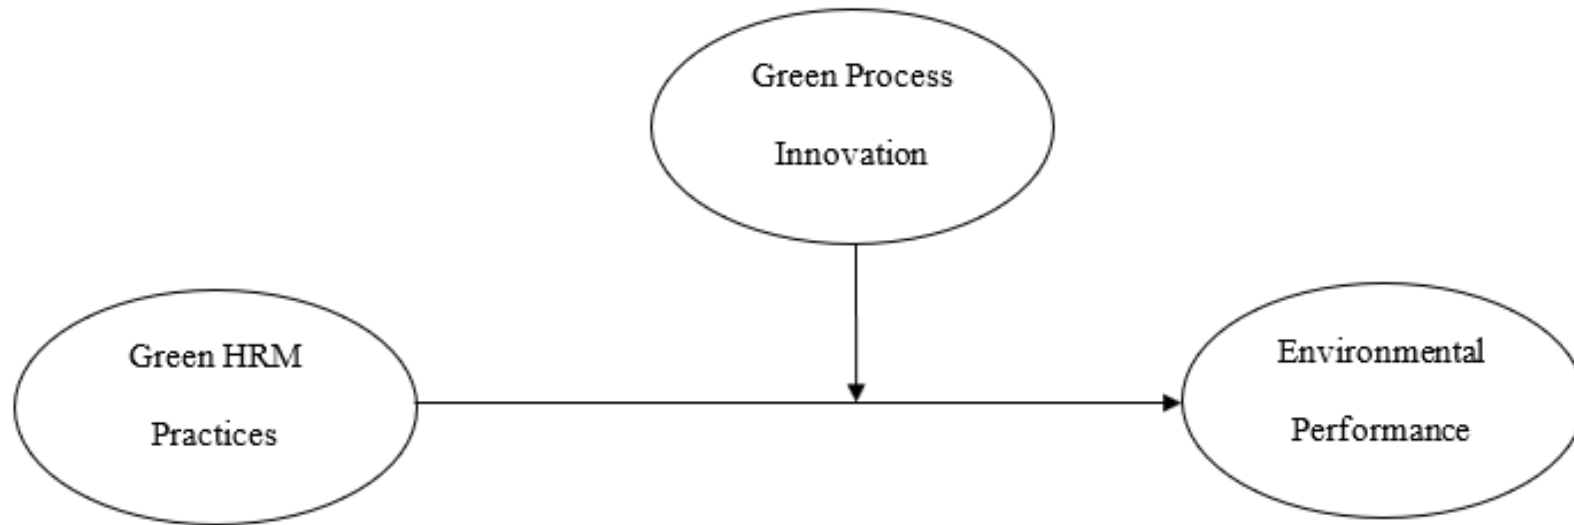 Green Process
Innovation
Green HRM
Practices
Environmental
Performance